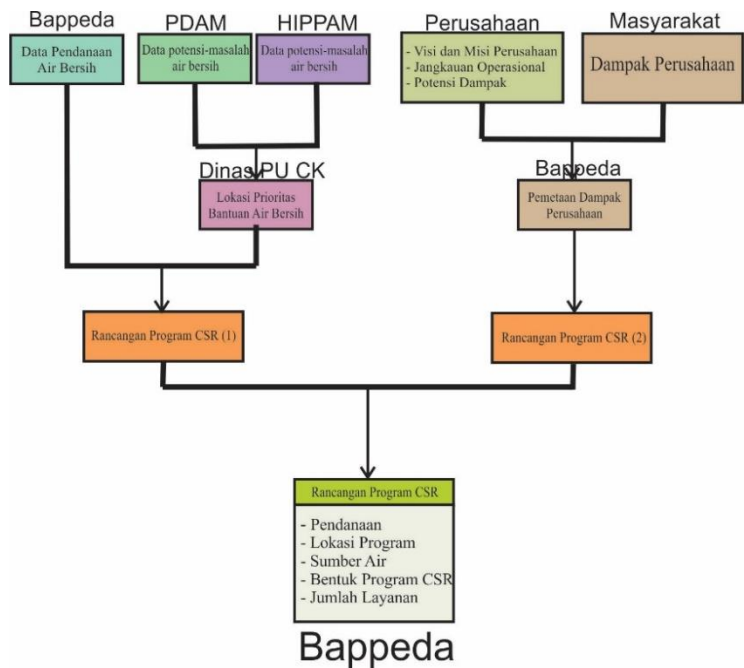 Bappeda
Data Pendanaan
Air Bersih
PDAM
Data potensi-masalah
air bersih
HIPPAM
Data potensi-masalah
air bersih
Perusahaan
- Visi dan Misi Perusahaan
- Jangkauan Operasional
- Potensi Dampak
Masyarakat
Dampak Perusahaan
Dinas PU CK
Lokasi Prioritas
Bantuan Air Bersih
Bappeda
Pemetaan Dampak
Perusahaan
Rancangan Program CSR (1)
Rancangan Program CSR (2)
Rancangan Program CSR
- Pendanaan
- Lokasi Program
- Sumber Air
- Bentuk Program CSR
- Jumlah Layanan
Bappeda